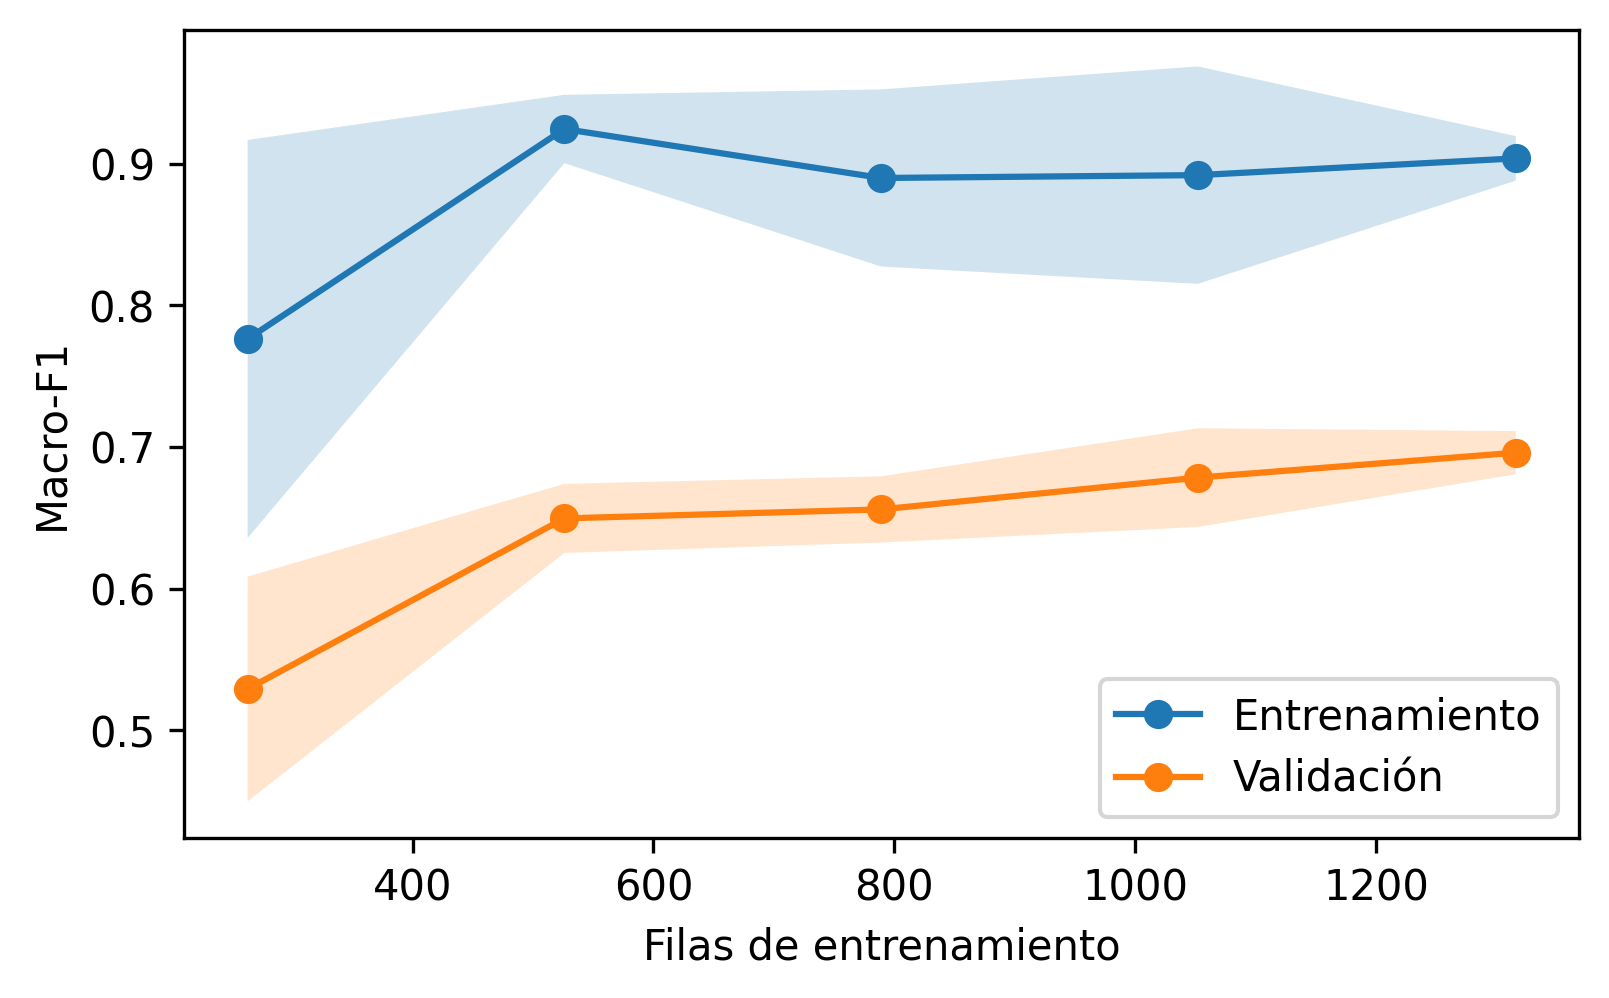 0.9
0.8
0.7
0.6
0.5
Macro-F1
400 600 800 1000 1200
Filas de entrenamiento
Entrenamiento
Validación